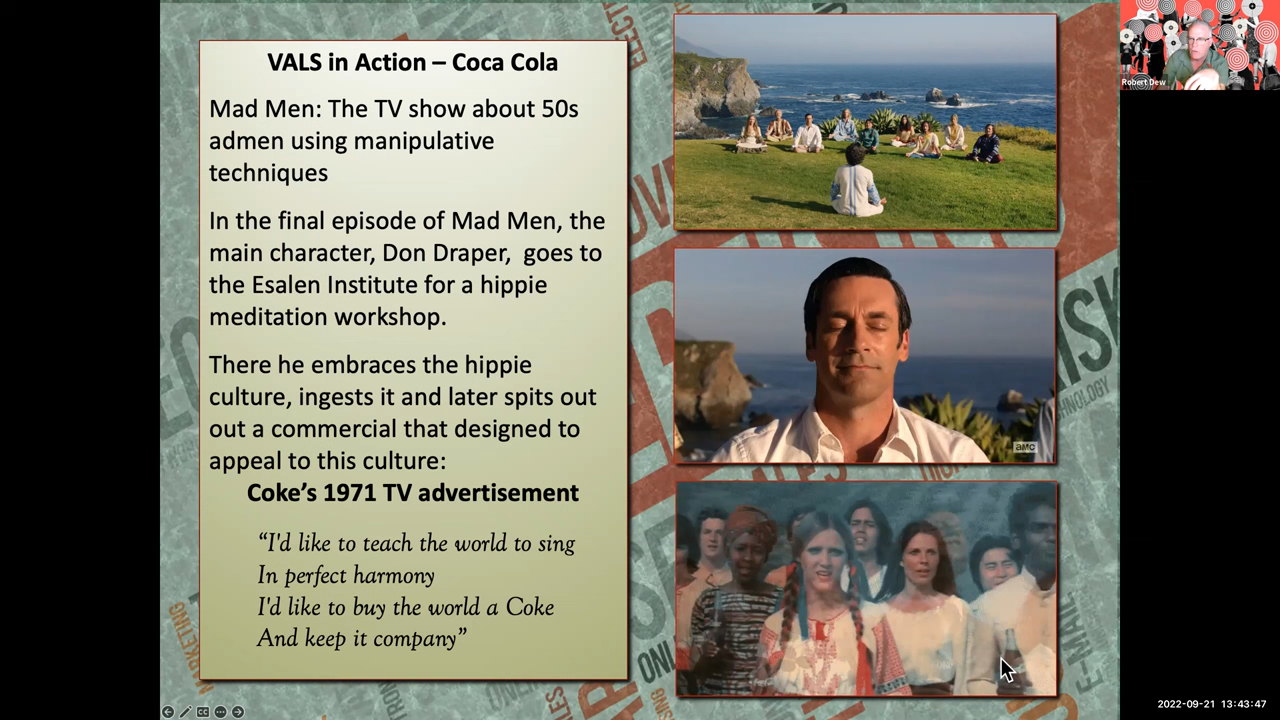 VALS in Action – Coca Cola
Mad Men: The TV show about 50s
admen using manipulative
techniques
In the final episode of Mad Men, the
main character, Don Draper,  goes to
the Esalen Institute for a hippie
meditation workshop.
There he embraces the hippie
culture, ingests it and later spits out
out a commercial that designed to
appeal to this culture:
Coke’s 1971 TV advertisement
“I'd like to teach the world to sing
In perfect harmony
I'd like to buy the world a Coke
And keep it company”
amc
Robert Dew
MARKETING
E-MAIL
CC
2022-09-21 13:43:47